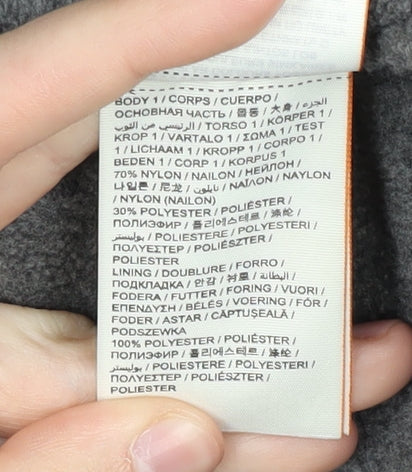 BODY 1 / CORPS / CUERPO /
ОСНОВНАЯ ЧАСТЬ / 몸통 / 大身 / الجزء
الرئيسي من الثوب / TORSO 1 / KÖRPER 1 /
KROP 1 / VARTALO 1 / ΣΩΜΑ 1 / TEST
1 / LICHAAM 1 / KROPP 1 / CORPO 1 /
BEDEN 1 / CORP 1 / KORPUS 1
70% NYLON / NAILON / НЕЙЛОН /
나일론 / 尼龙 / نايلون / ΝΑΪΛΟΝ / NAYLON
/ NYLON (NAILON)
30% POLYESTER / POLIÉSTER /
ПОЛИЭФИР / 폴리에스테르 / 涤纶 /
بوليستر / POLIESTERE / POLYESTERI /
ΠΟΛΥΕΣΤΕΡ / POLIÉSZTER /
POLIESTER
LINING / DOUBLURE / FORRO /
ПОДКЛАДКА / 안감 / 衬里 / البطانة /
FODERA / FUTTER / FORING / VUORI /
ΕΠΕΝΔΥΣΗ / BÉLÉS / VOERING / FÓR /
FODER / ASTAR / CĂPTUŞEALĂ /
PODSZEWKA
100% POLYESTER / POLIÉSTER /
ПОЛИЭФИР / 폴리에스테르 / 涤纶 /
بوليستر / POLIESTERE / POLYESTERI /
ΠΟΛΥΕΣΤΕΡ / POLIÉSZTER /
POLIESTER